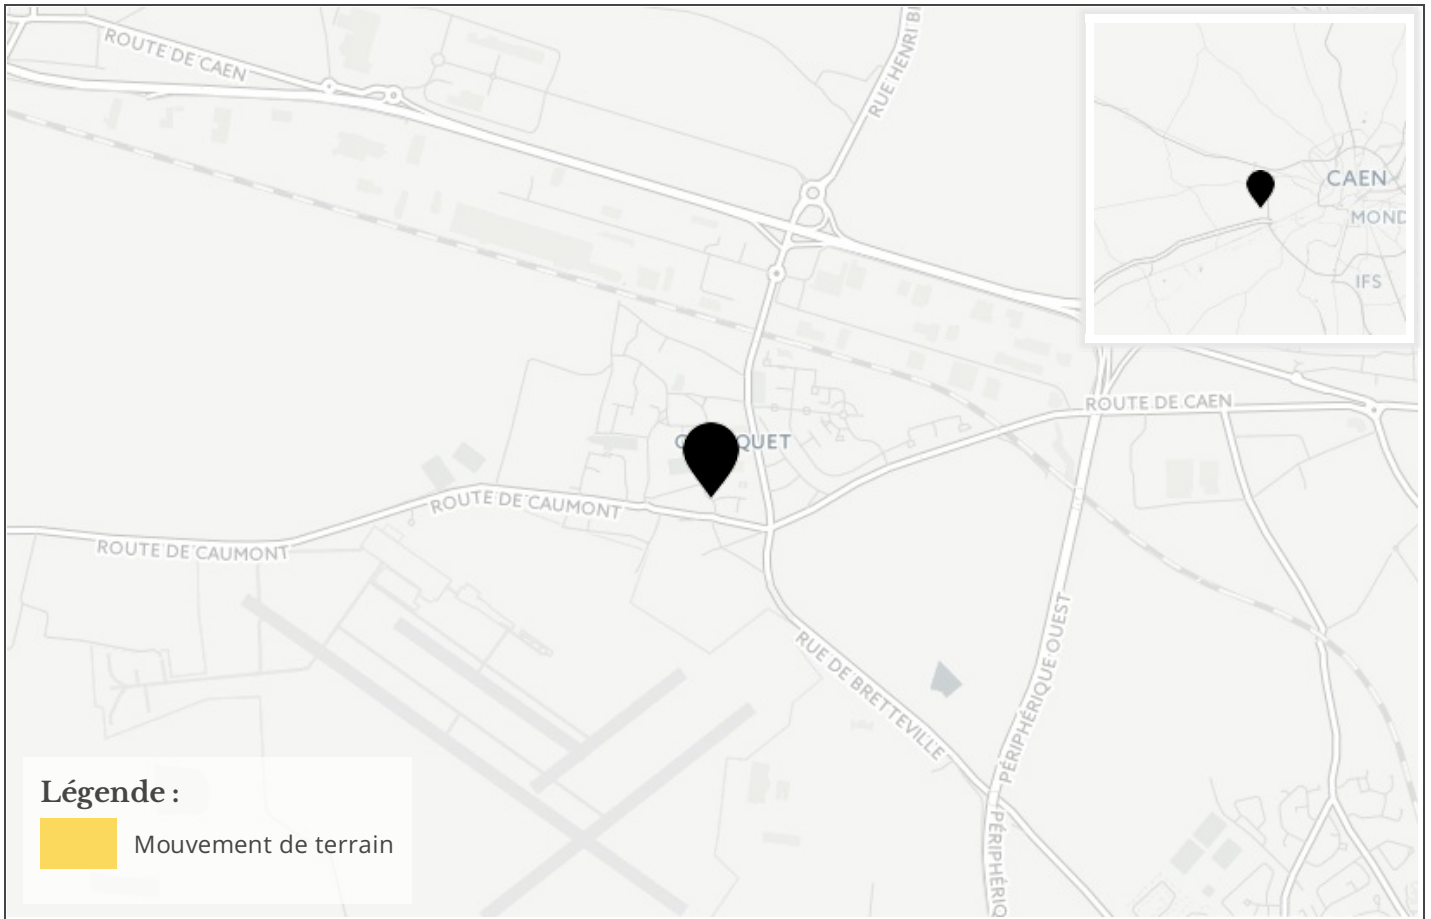 ROUTE DE CAEN
RUE HENRI B
CAEN
MOND
IFS
ROUTE DE CAEN
QUET
ROUTE DE CAUMONT
ROUTE DE CAUMONT
RUE DE BRETTEVILLE
PÉRIPHÉRIQUE OUEST
PÉRIPHÉRIQ
Légende :
Mouvement de terrain